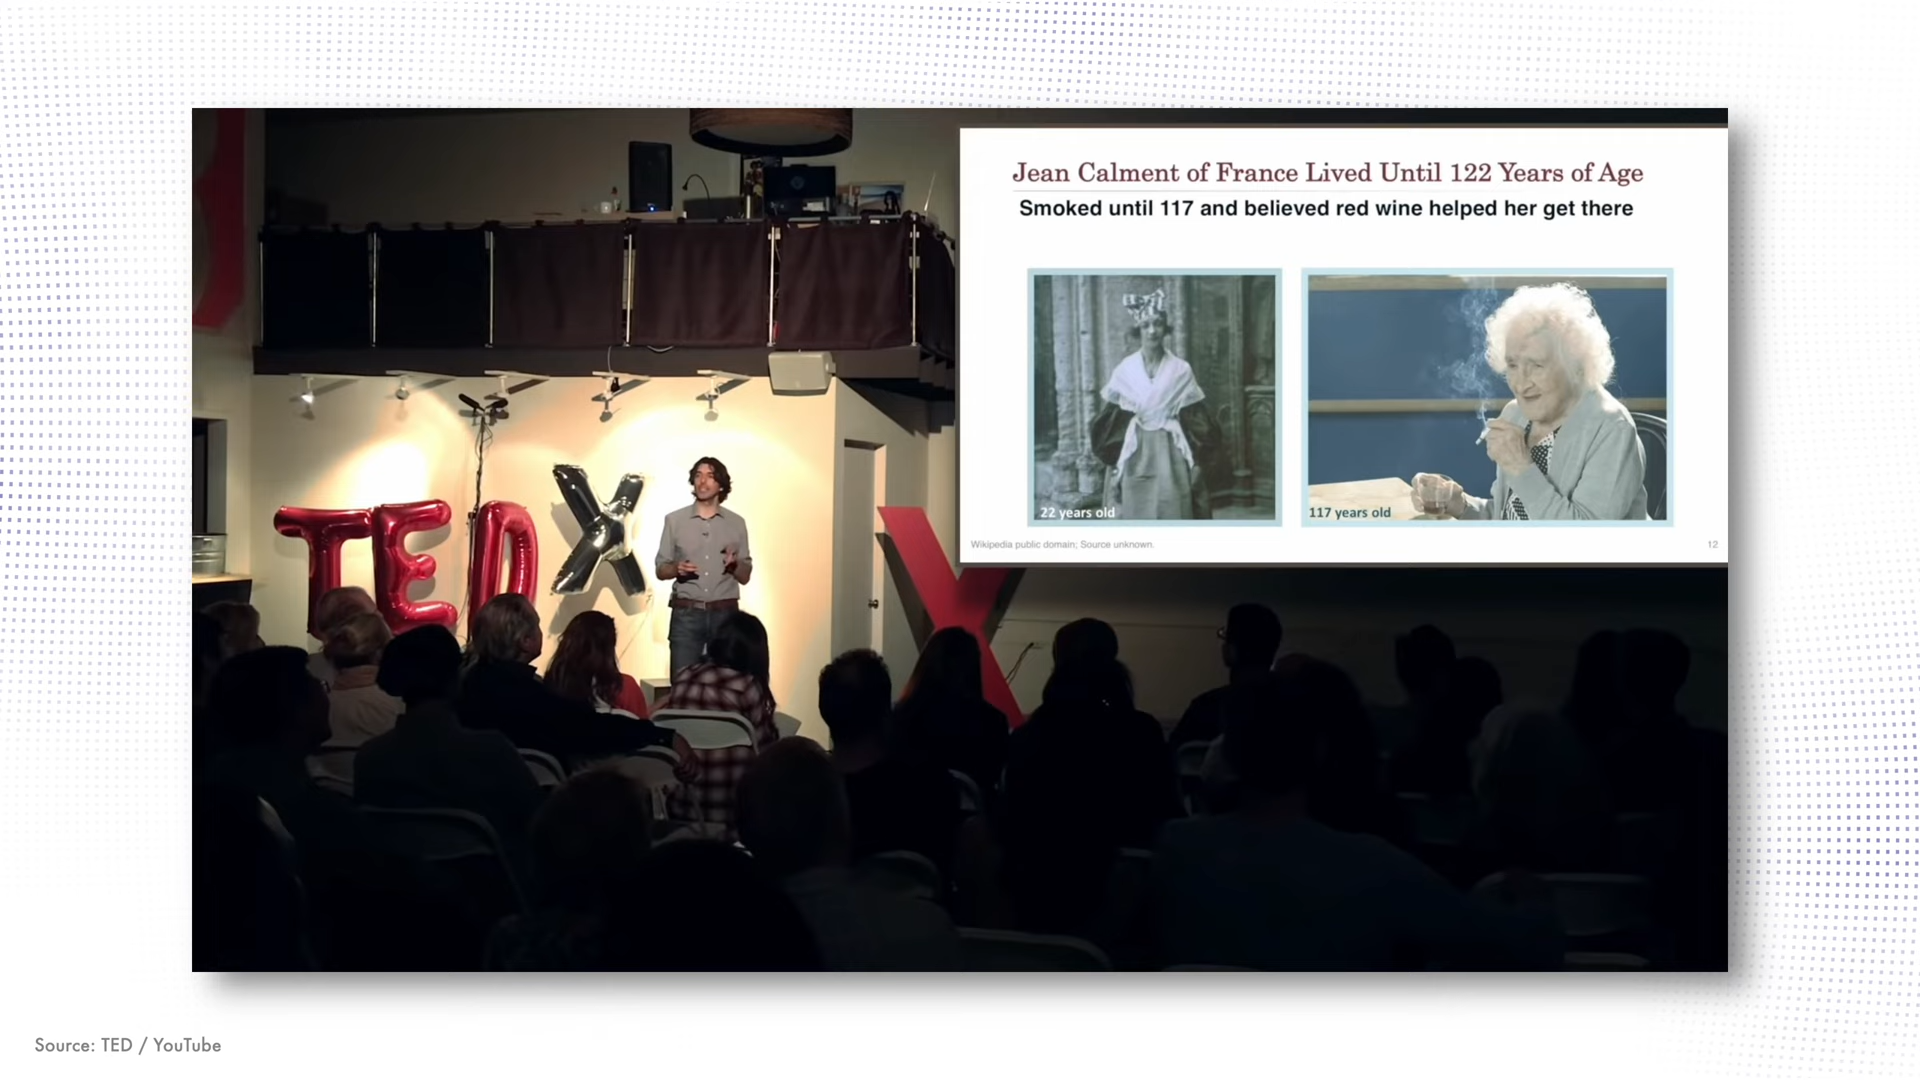 Jean Calment of France Lived Until 122 Years of Age
Smoked until 117 and believed red wine helped her get there
22 years old
117 years old
Wikipedia public domain; Source unknown.
12
TED
X
X
Source: TED / YouTube